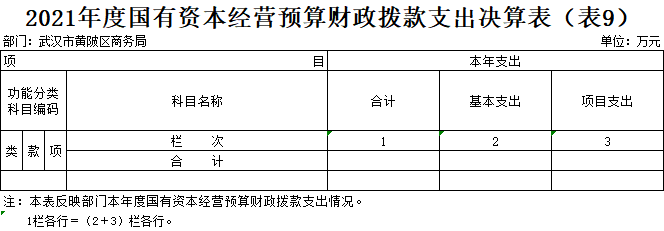 2021年度国有资本经营预算财政拨款支出决算表（表9）
部门：武汉市黄陂区商务局 单位：万元
项 目 本年支出
功能分类科目编码 科目名称 合计 基本支出 项目支出
类 款 项 栏 次 1 2 3
合 计
注：本表反映部门本年度国有资本经营预算财政拨款支出情况。
1栏各行＝（2＋3）栏各行。